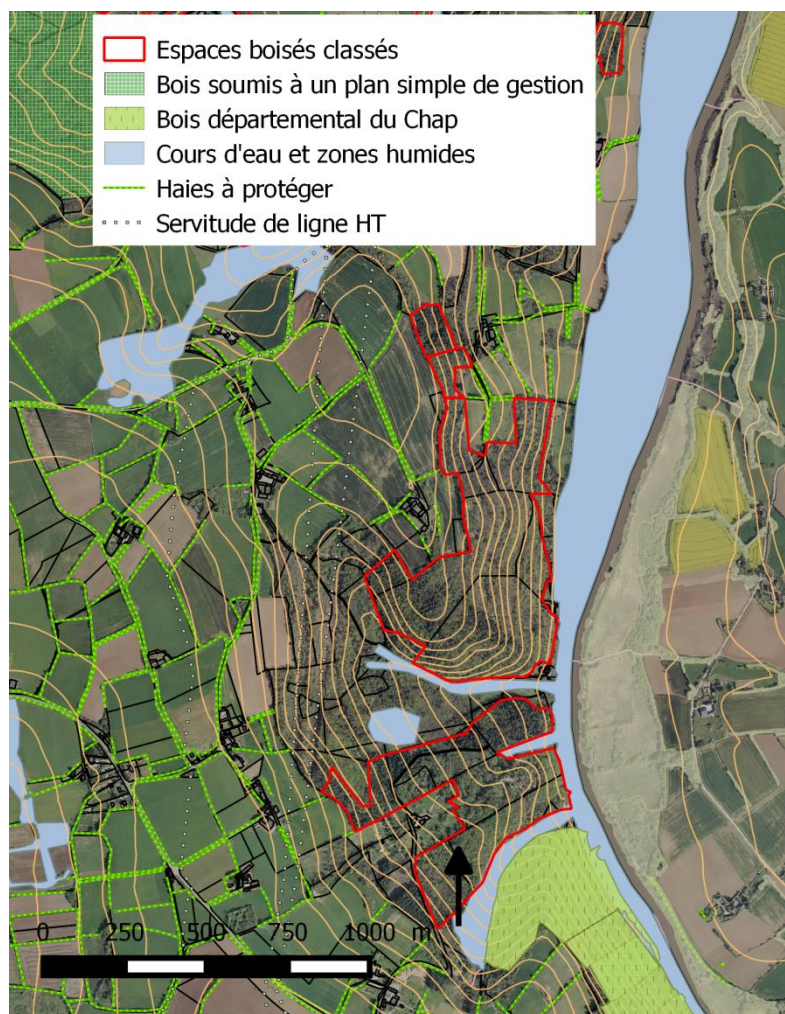 Espaces boisés classés
Bois soumis à un plan simple de gestion
Bois départemental du Chap
Cours d'eau et zones humides
Haies à protéger
Servitude de ligne HT
0 250 500 750 1000 m